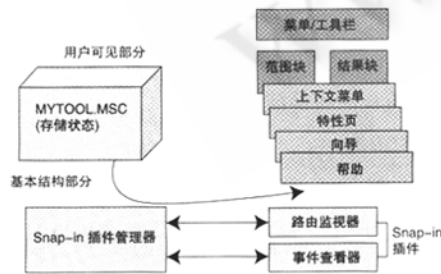 菜单/工具栏
用户可见部分
范围块
结果块
MYTOOL.MSC
(存储状态)
上下文菜单
特性页
向导
帮助
基本结构部分
Snap-in 插件管理器
路由监视器
事件查看器
Snap-in
插件